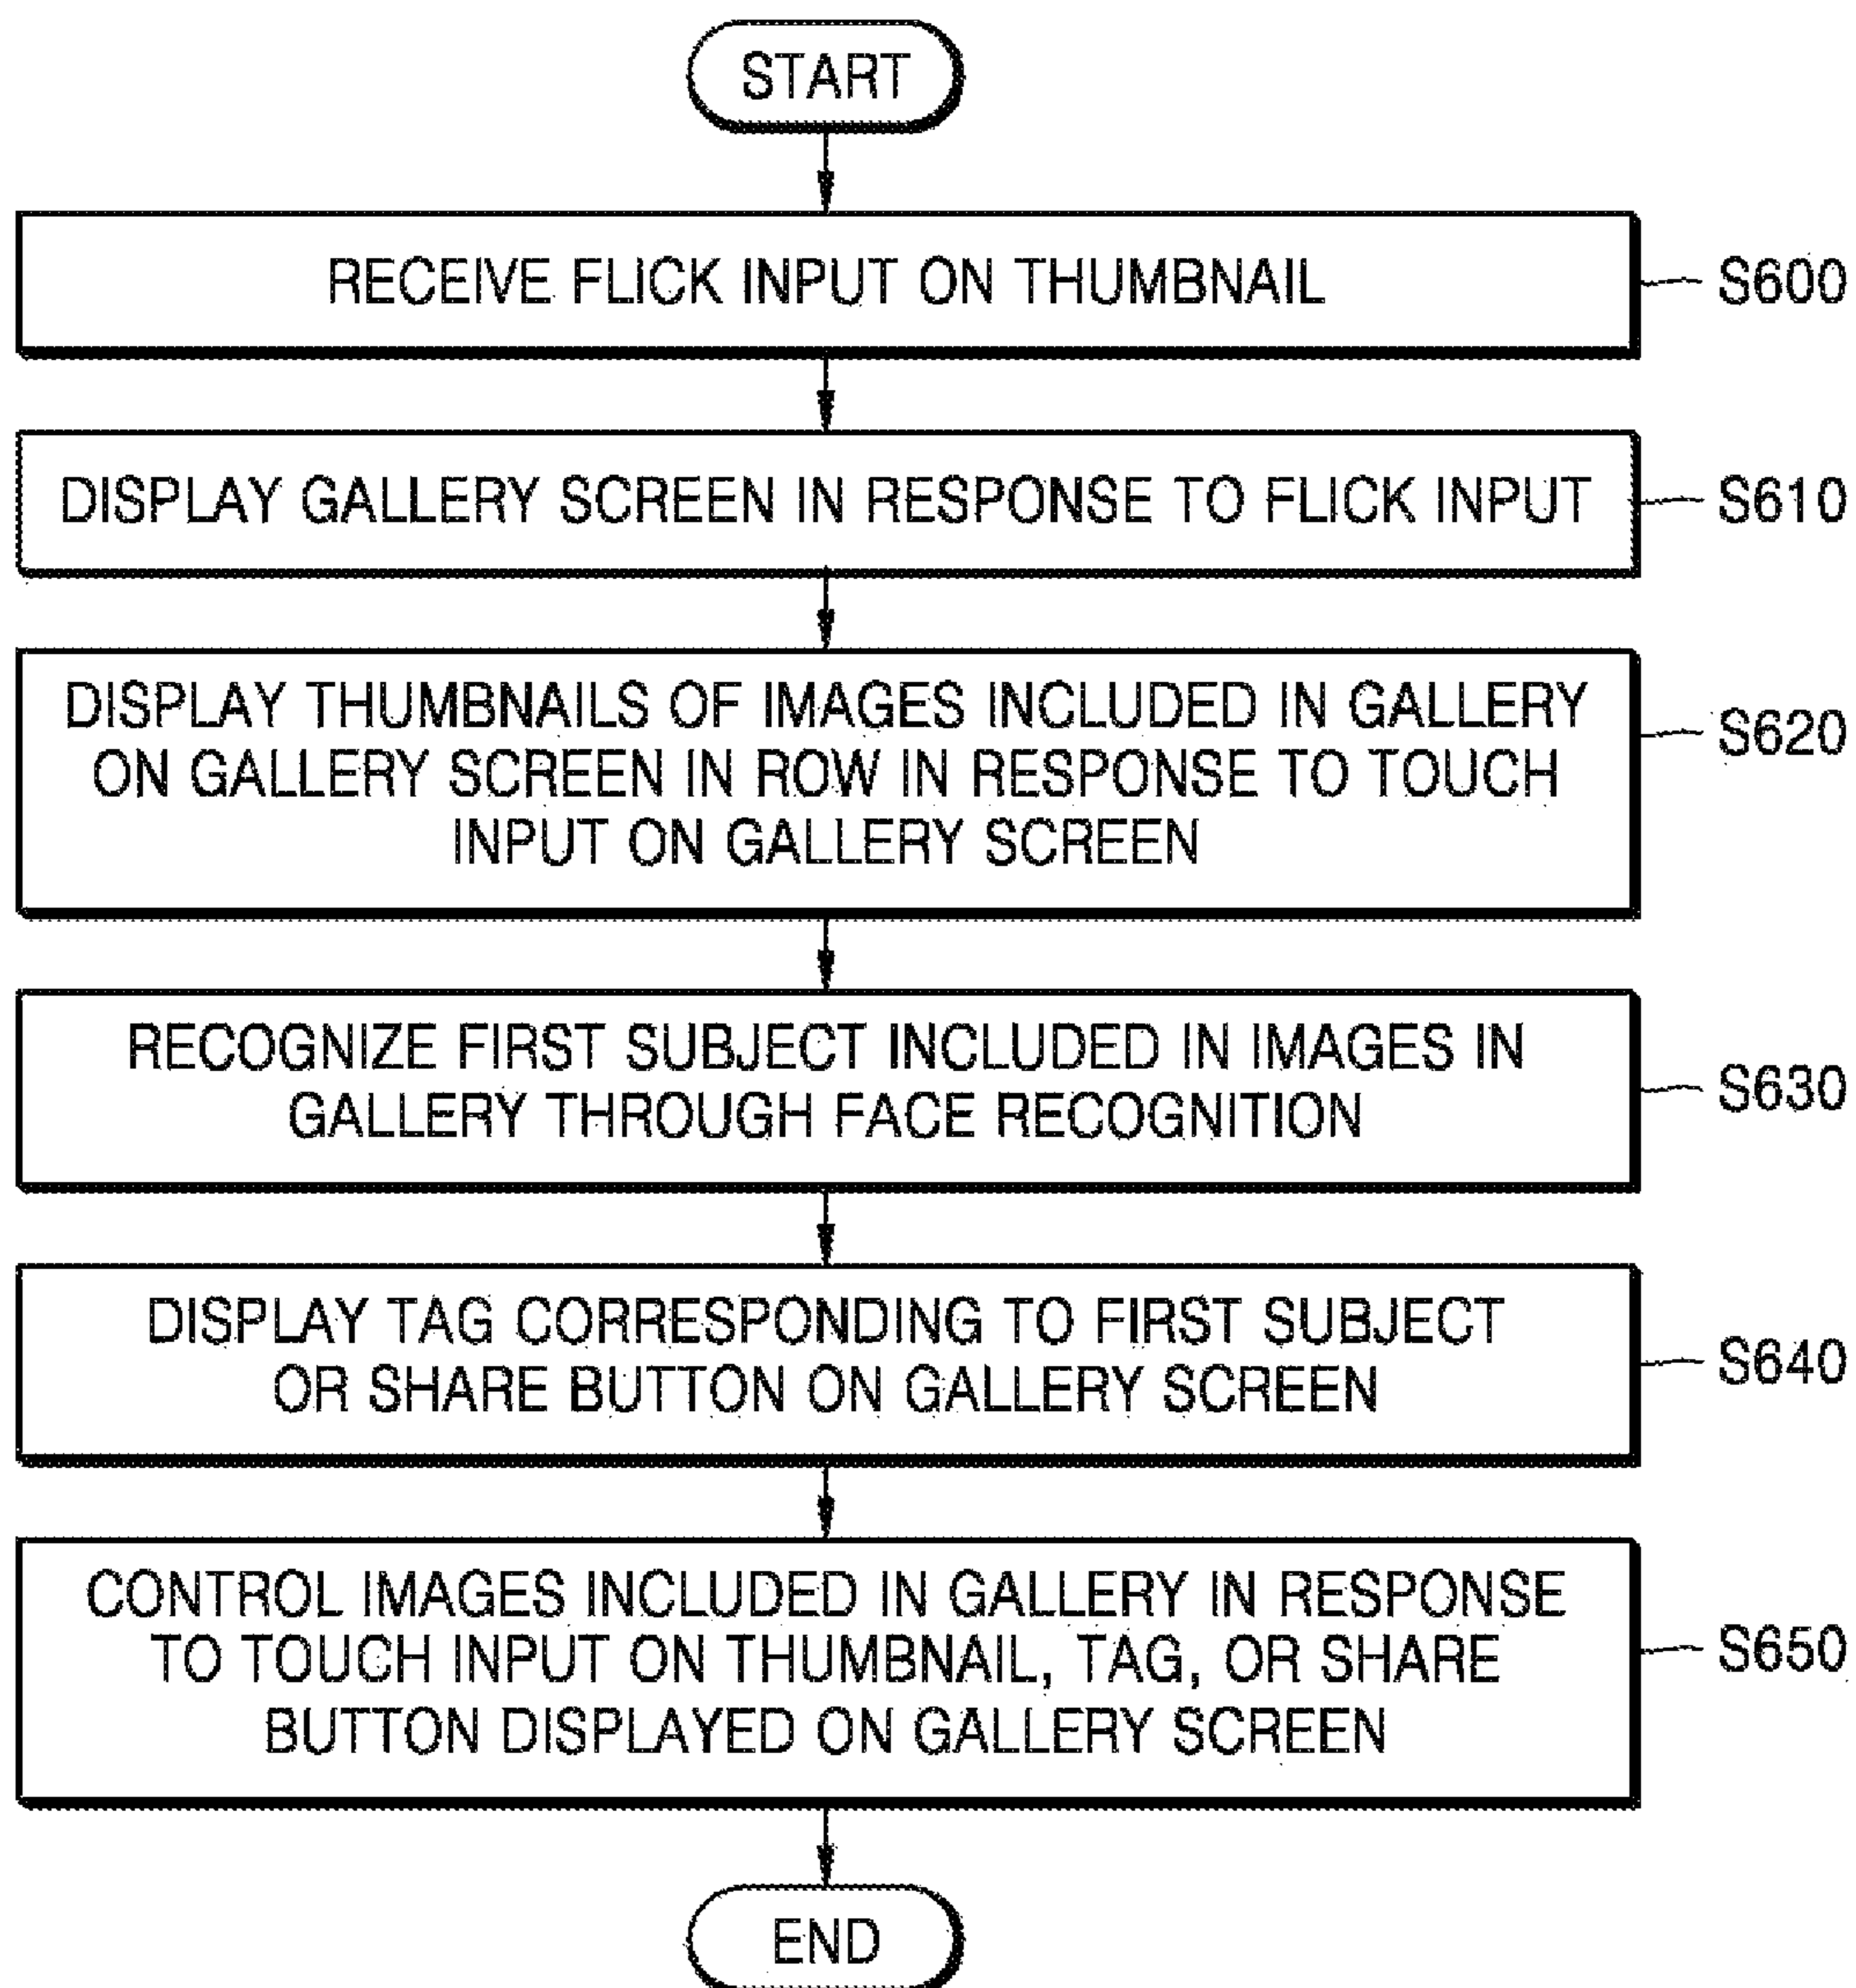 START
RECEIVE FLICK INPUT ON THUMBNAIL
S600
DISPLAY GALLERY SCREEN IN RESPONSE TO FLICK INPUT
S610
DISPLAY THUMBNAILS OF IMAGES INCLUDED IN GALLERY
ON GALLERY SCREEN IN ROW IN RESPONSE TO TOUCH
INPUT ON GALLERY SCREEN
S620
RECOGNIZE FIRST SUBJECT INCLUDED IN IMAGES IN
GALLERY THROUGH FACE RECOGNITION
S630
DISPLAY TAG CORRESPONDING TO FIRST SUBJECT
OR SHARE BUTTON ON GALLERY SCREEN
S640
CONTROL IMAGES INCLUDED IN GALLERY IN RESPONSE
TO TOUCH INPUT ON THUMBNAIL, TAG, OR SHARE
BUTTON DISPLAYED ON GALLERY SCREEN
S650
END